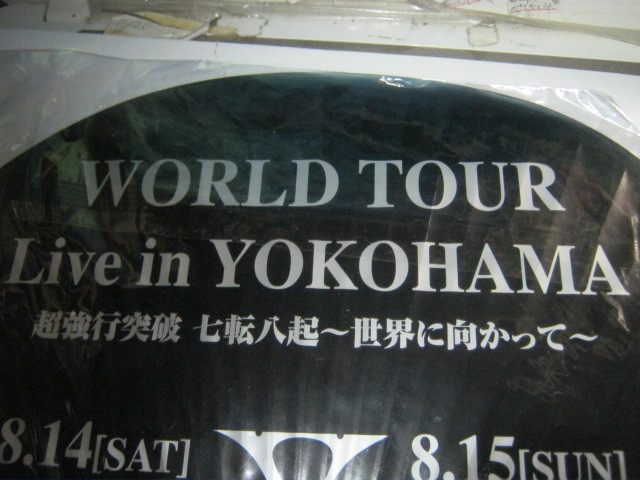 WORLD TOUR
Live in YOKOHAMA
超強行突破 七転八起～世界に向かって～
8.14[SAT] 8.15[SUN]